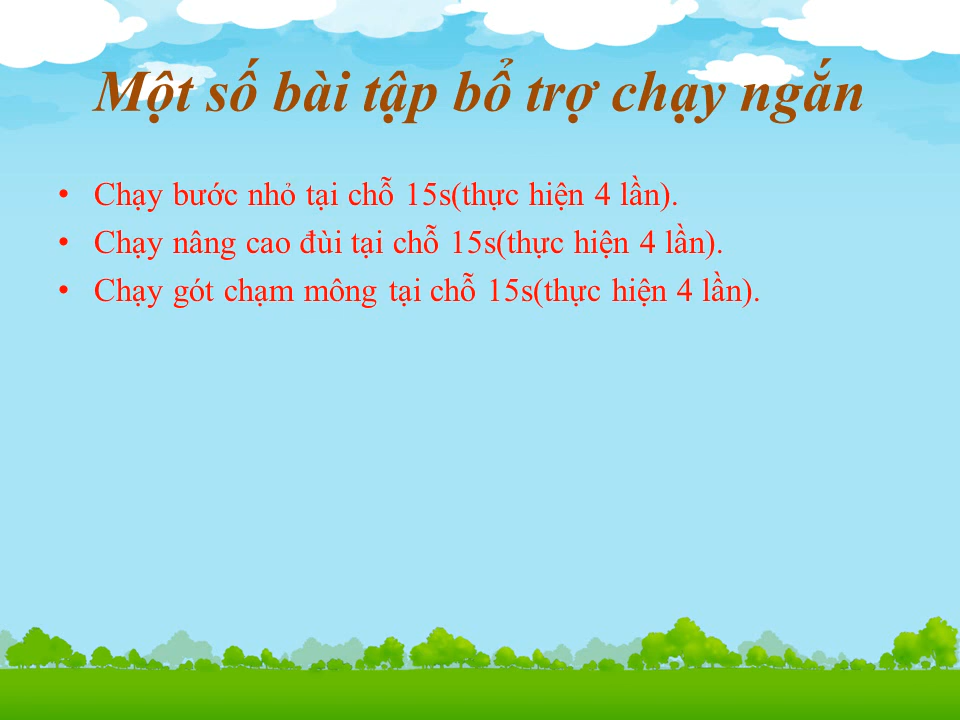 Một số bài tập bổ trợ chạy ngắn
• Chạy bước nhỏ tại chỗ 15s(thực hiện 4 lần).
• Chạy nâng cao đùi tại chỗ 15s(thực hiện 4 lần).
• Chạy gót chạm mông tại chỗ 15s(thực hiện 4 lần).